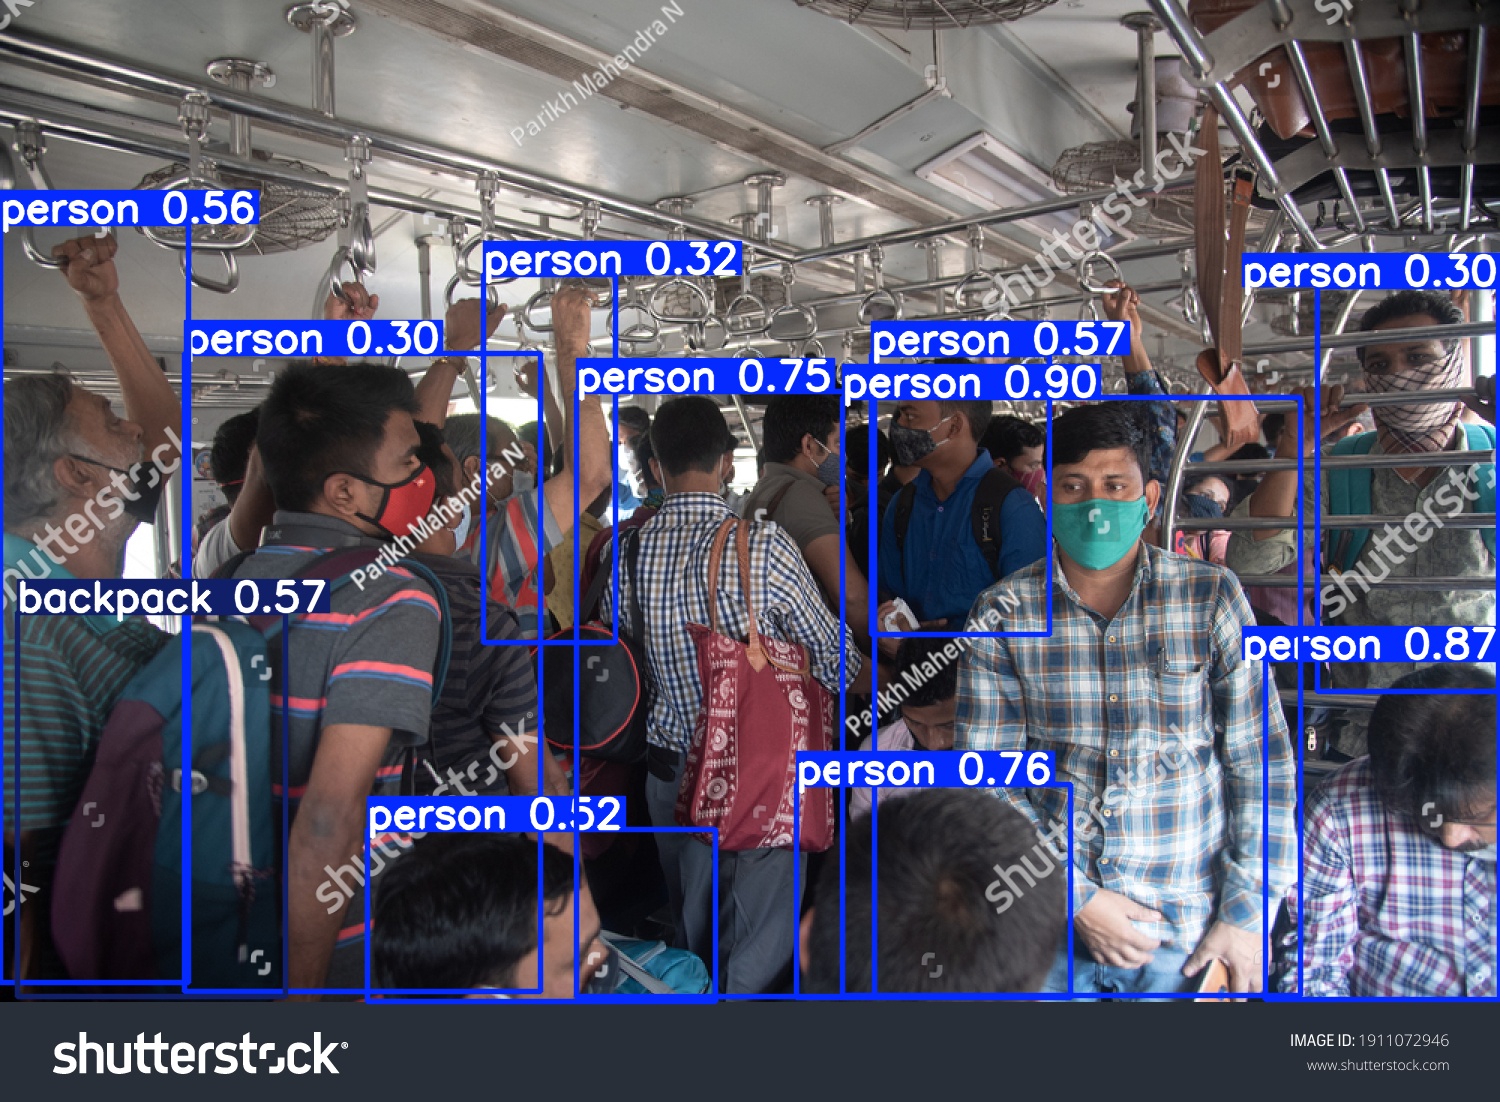 Parikh Mahendra N
shutterstock
person 0.56
person 0.32
person 0.30
person 0.30
person 0.57
person 0.75
person 0.90
shutterstock
Parikh Mahendra N
shutterstock
backpack 0.57
Parikh Mahendra N
person 0.87
person 0.76
person 0.52
shutterstock
shutterstock
shutterstock
IMAGE ID: 1911072946
www.shutterstock.com